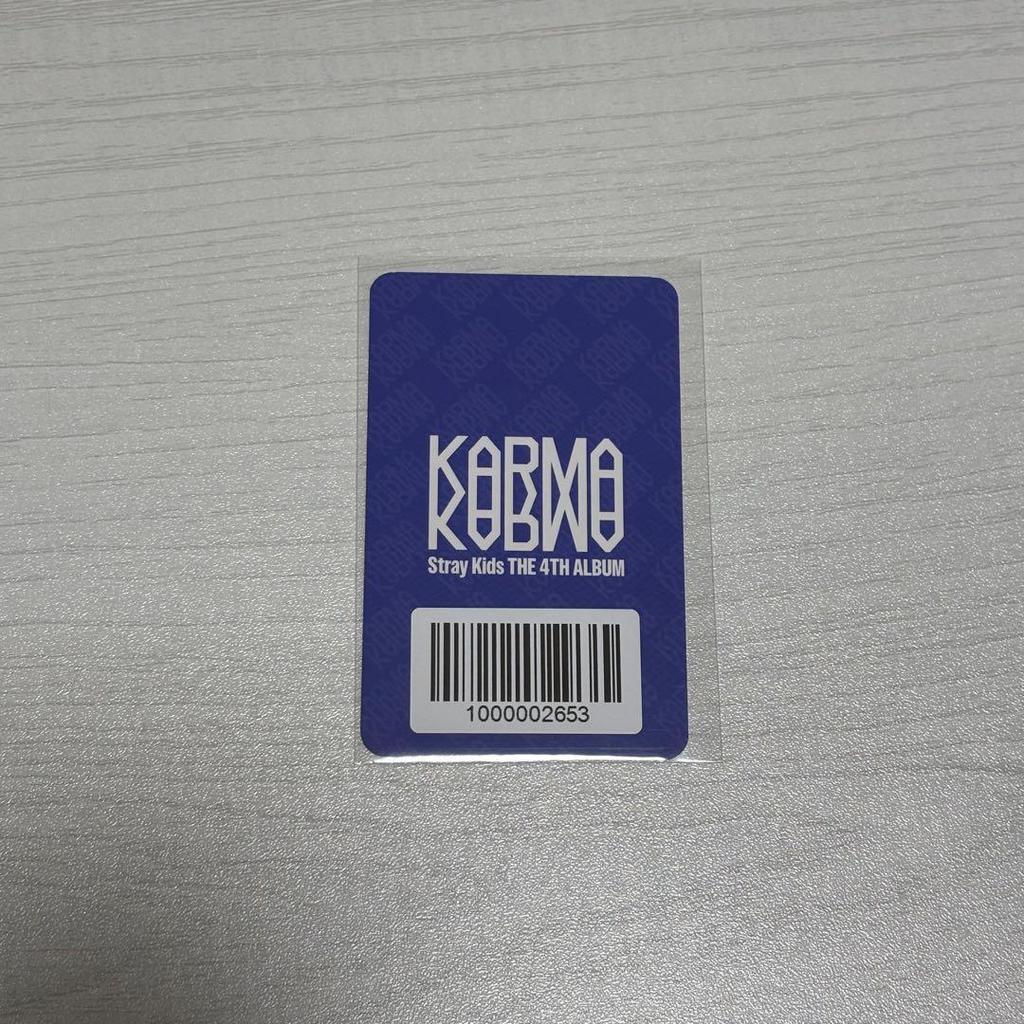 KARMA
Stray Kids THE 4TH ALBUM
1000002653